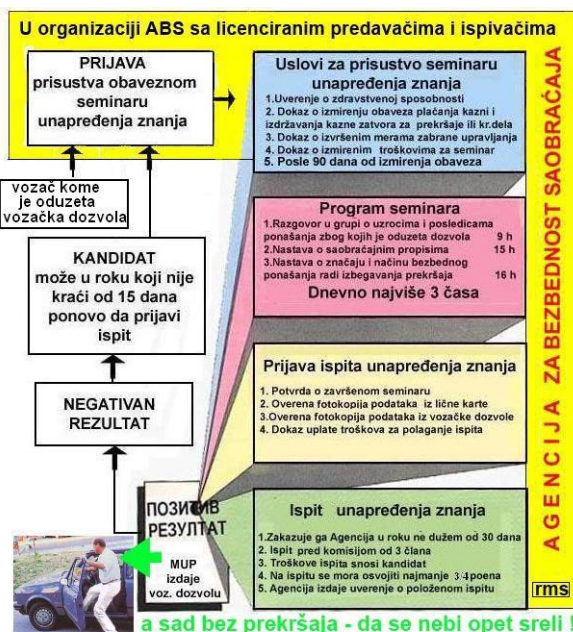 U organizaciji ABS sa licenciranim predavačima i ispivačima
PRIJAVA
prisustva obaveznom
seminaru
unapređenja znanja
vozač kome
je oduzeta
vozačka dozvola
KANDIDAT
može u roku koji nije
kraći od 15 dana
ponovo da prijavi
ispit
NEGATIVAN
REZULTAT
ПОЗИТИВ
РЕЗУЛТАТ
MUP
izdaje
voz. dozvolu
Uslovi za prisustvo seminaru
unapređenja znanja
1.Uverenje o zdravstvenoj sposobnosti
2. Dokaz o izmirenju obaveza plaćanja kazni i
izdržavanja kazne zatvora za prekršaje ili kr.dela
3. Dokaz o izvršenim merama zabrane upravljanja
4. Dokaz o izmirenim troškovima za seminar
5. Posle 90 dana od izmirenja obaveza
Program seminara
1.Razgovor u grupi o uzrocima i posledicama
ponašanja zbog kojih je oduzeta dozvola 9 h
2.Nastava o saobraćajnim propisima 15 h
3.Nastava o značaju i načinu bezbednog
ponašanja radi izbegavanja prekršaja 16 h
Dnevno najviše 3 časa
Prijava ispita unapređenja znanja
1. Potvrda o završenom seminaru
2. Overena fotokopija podataka iz lične karte
3.Overena fotokopija podataka iz vozačke dozvole
4. Dokaz uplate troškova za polaganje ispita
Ispit unapređenja znanja
1.Zakazuje ga Agencija u roku ne dužem od 30 dana
2. Ispit pred komisijom od 3 člana
3. Troškove ispita snosi kandidat
4. Na ispitu se mora osvojiti najmanje 3/4 poena
5. Agencija izdaje uverenje o položenom ispitu
AGENCIJA ZA BEZBEDNOST SAOBRAĆAJA
rms
a sad bez prekršaja - da se nebi opet sreli !